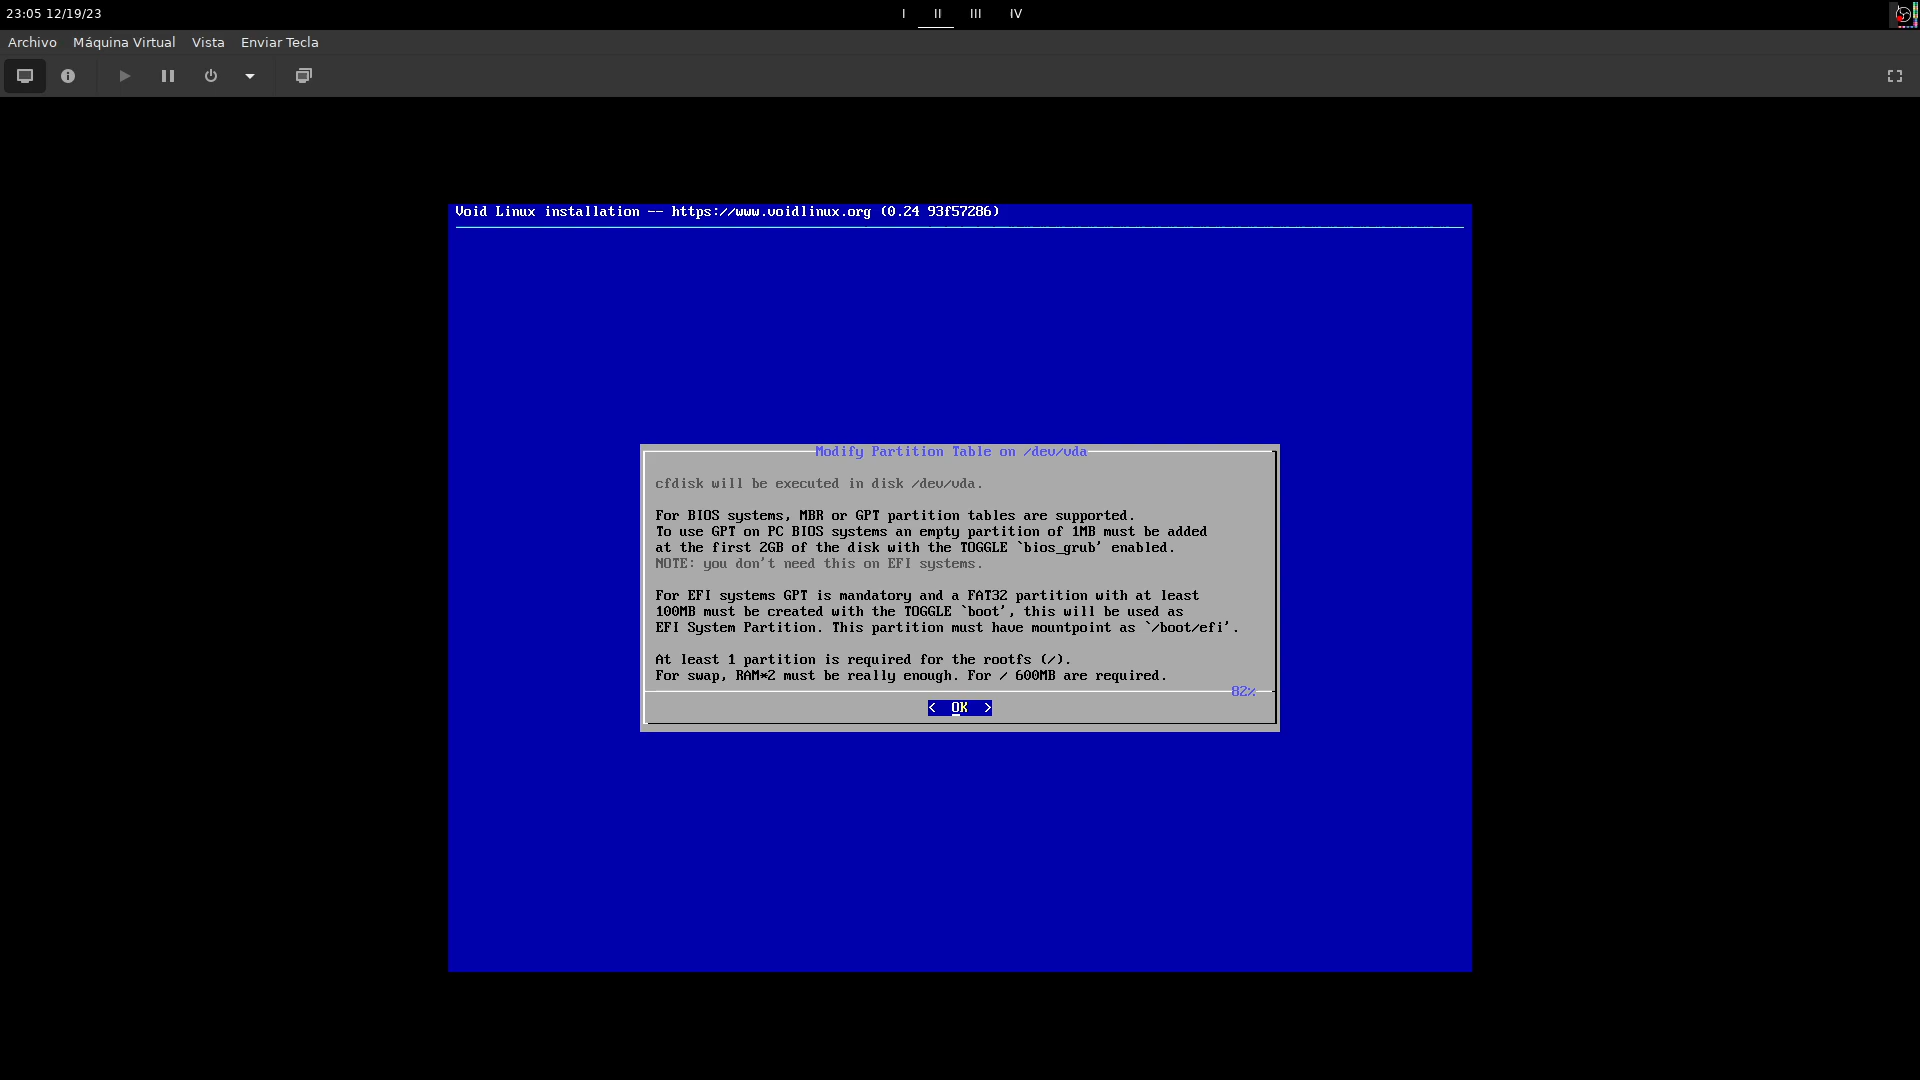 23:05 12/19/23
I II III IV
Archivo Máquina Virtual Vista Enviar Tecla
Void Linux installation -- https://www.voidlinux.org (0.24 93f57286)
Modify Partition Table on /dev/vda
cfdisk will be executed in disk /dev/vda.
For BIOS systems, MBR or GPT partition tables are supported.
To use GPT on PC BIOS systems an empty partition of 1MB must be added
at the first 2GB of the disk with the TOGGLE `bios_grub' enabled.
NOTE: you don't need this on EFI systems.
For EFI systems GPT is mandatory and a FAT32 partition with at least
100MB must be created with the TOGGLE `boot', this will be used as
EFI System Partition. This partition must have mountpoint as `/boot/efi'.
At least 1 partition is required for the rootfs (/).
For swap, RAM*2 must be really enough. For / 600MB are required.
82%
< OK >